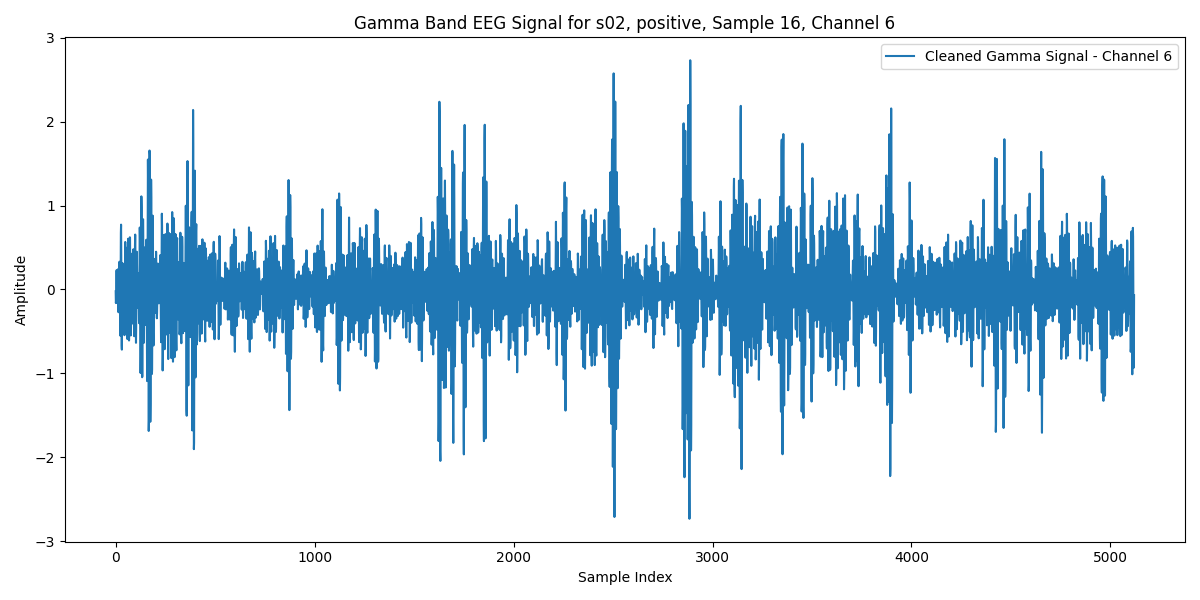 Gamma Band EEG Signal for s02, positive, Sample 16, Channel 6
Cleaned Gamma Signal - Channel 6
3
2
1
0
−1
−2
−3
Amplitude
0 1000 2000 3000 4000 5000
Sample Index